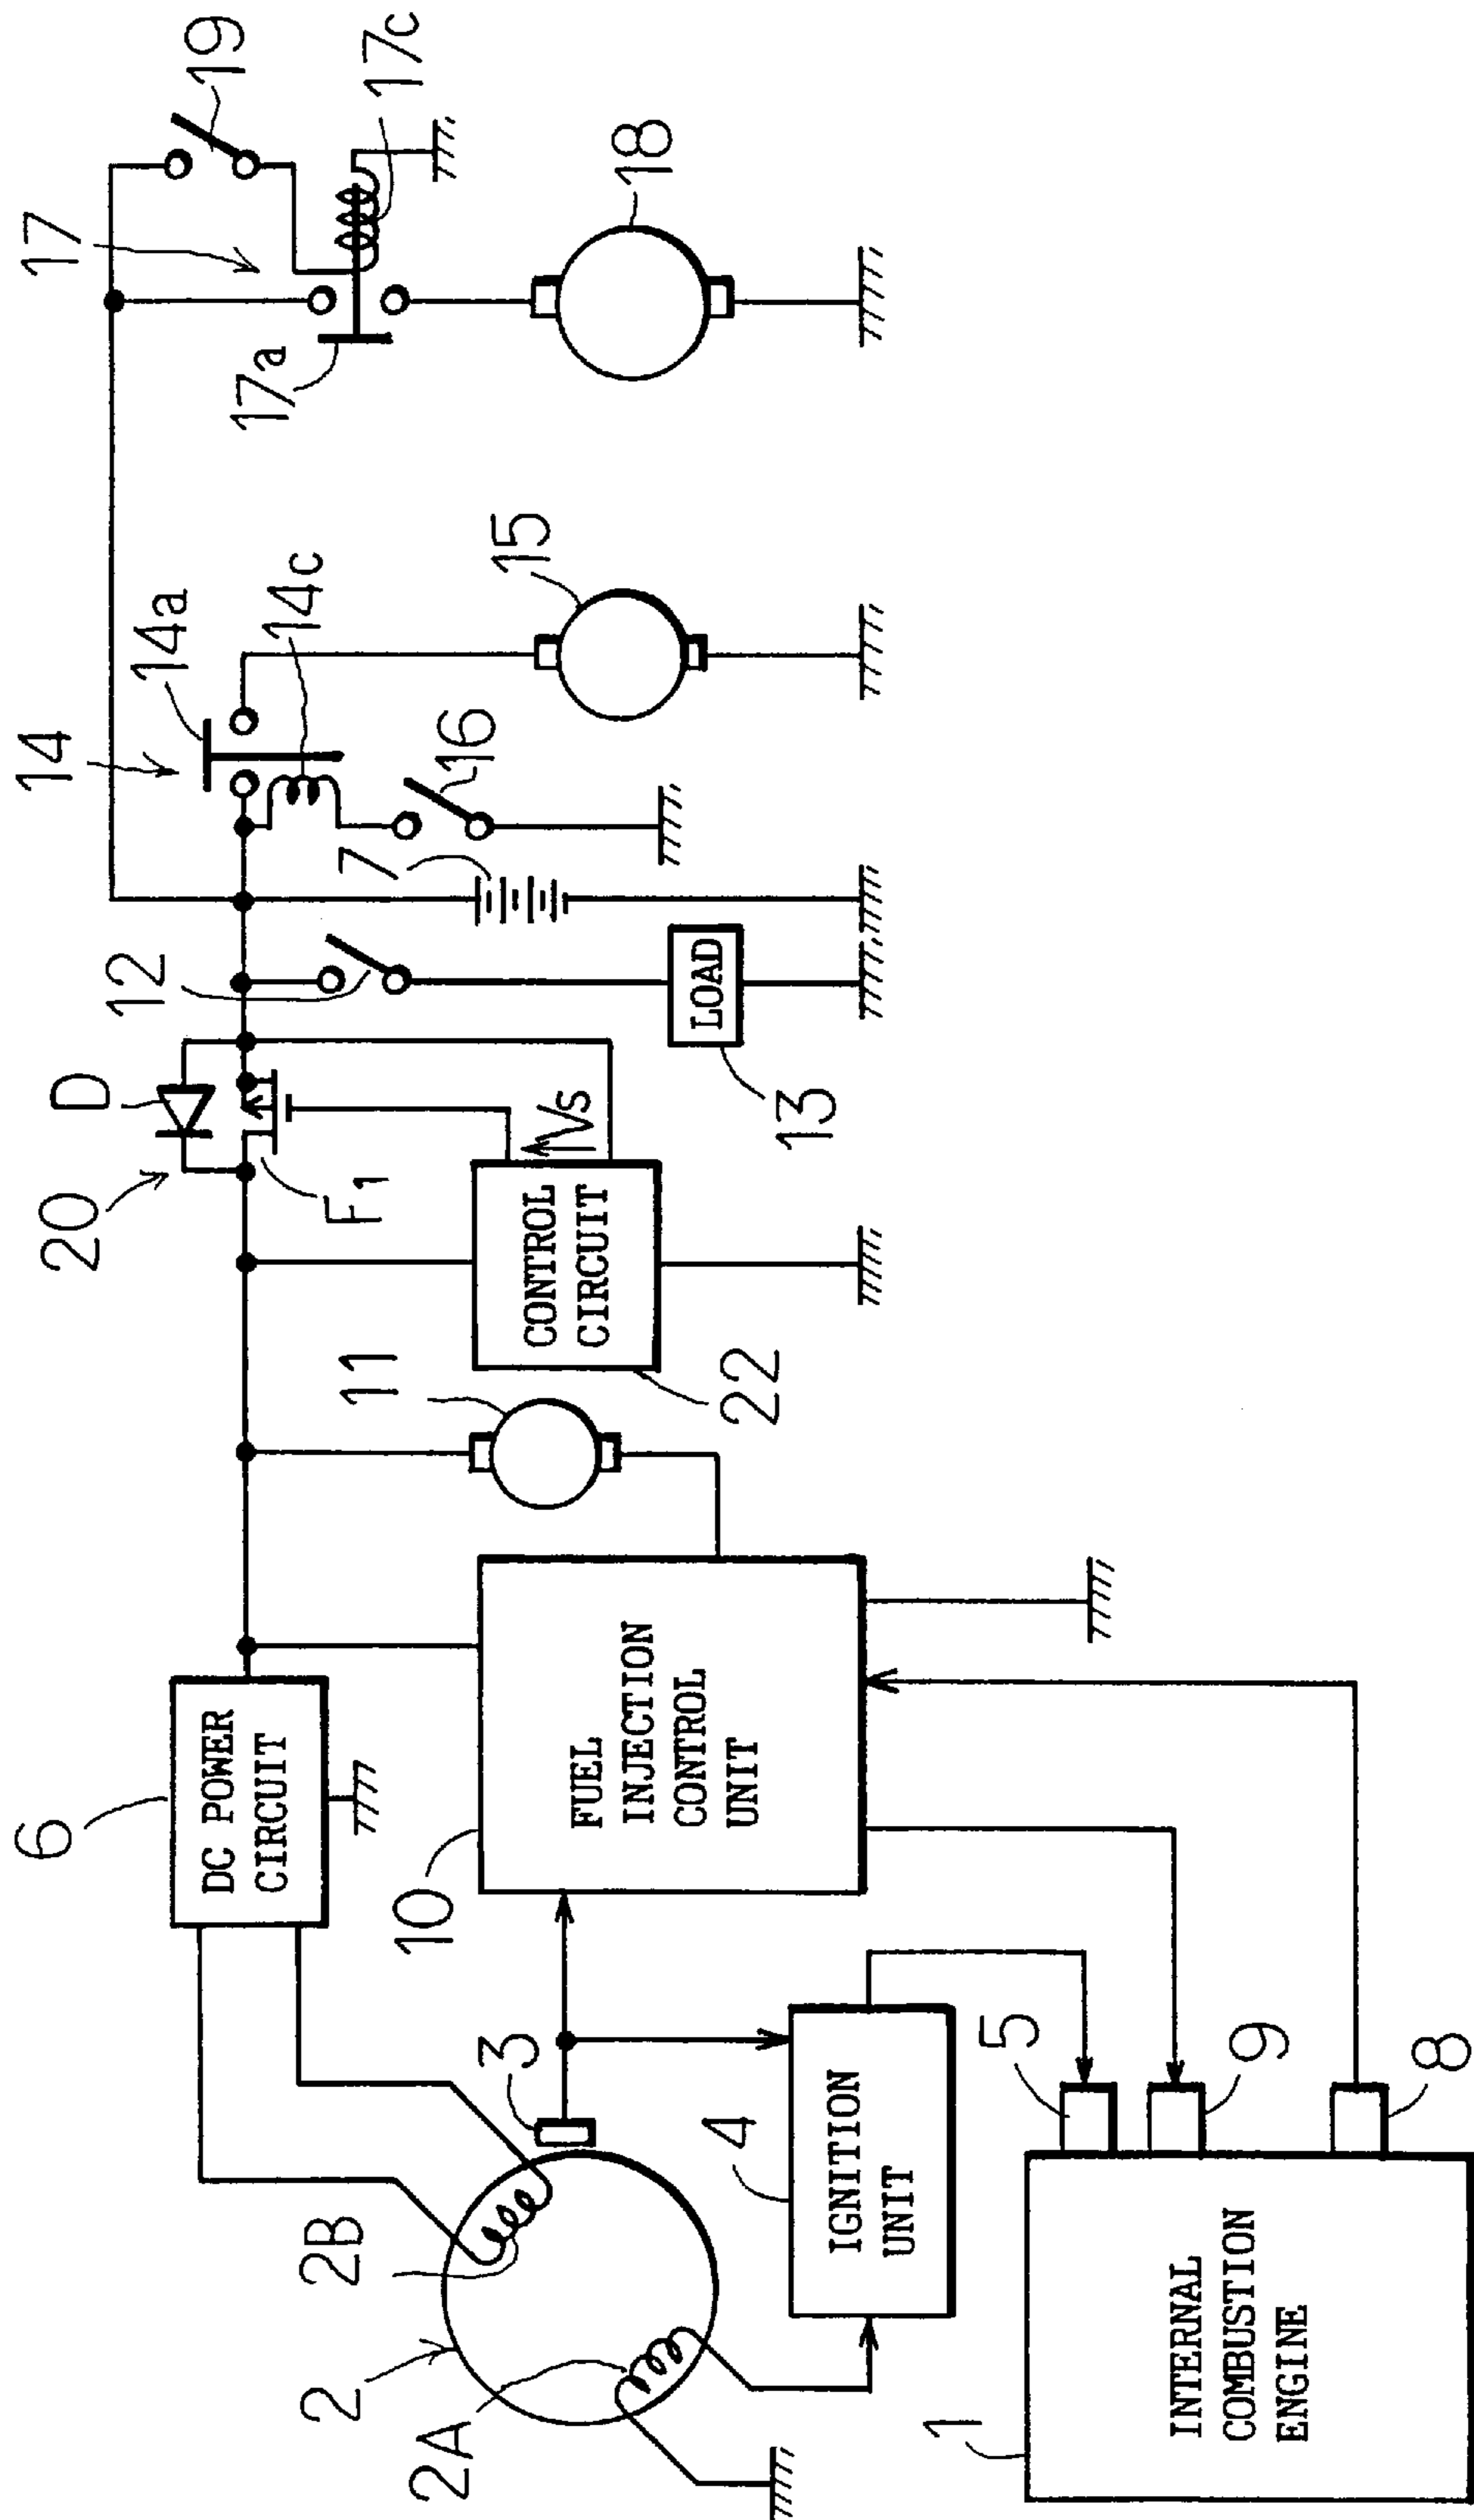 6
20
14
17
D
12
14a
19
DC POWER
CIRCUIT
17a
14c
2
2B
F1
11
7
17c
2A
10
16
3
15
Vs
CONTROL
CIRCUIT
FUEL
INJECTION
CONTROL
UNIT
18
LOAD
4
22
13
IGNITION
UNIT
1
5
9
8
INTERNAL
COMBUSTION
ENGINE